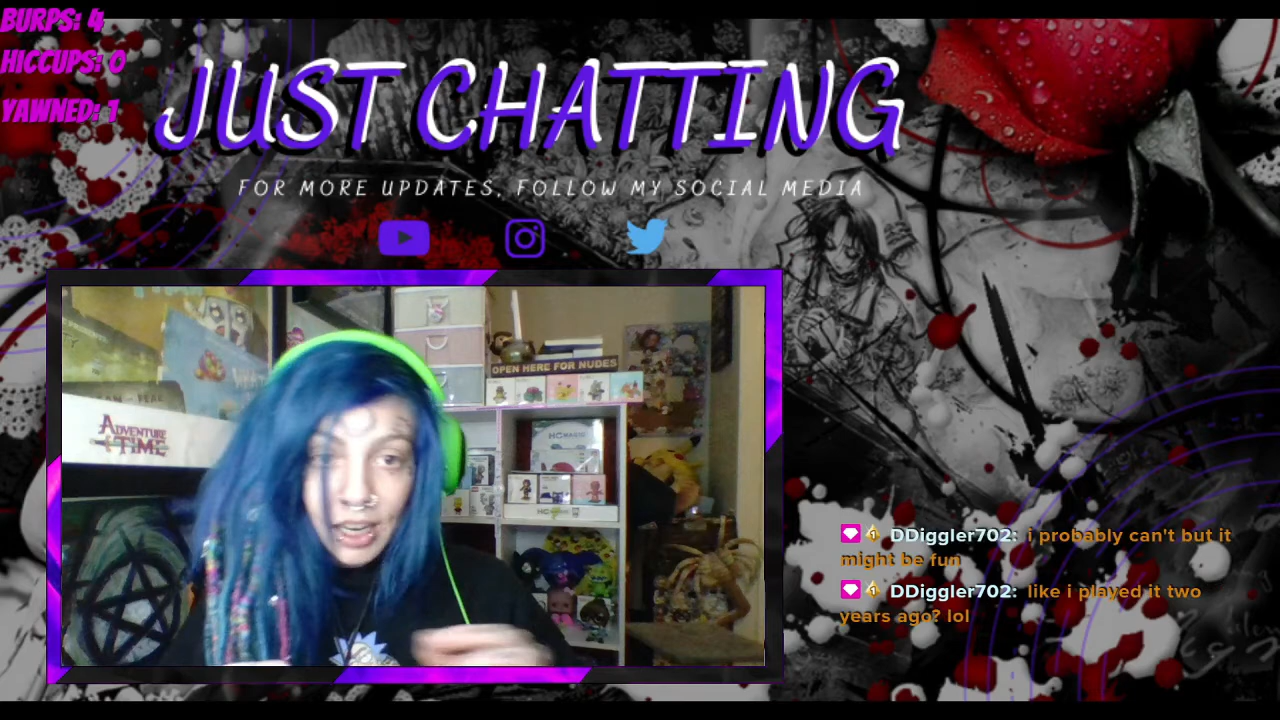 BURPS: 4
HICCUPS: 0
YAWNED: 1
JUST CHATTING
FOR MORE UPDATES, FOLLOW MY SOCIAL MEDIA
OPEN HERE FOR NUDES
ADVENTURE
TIME
DDiggler702: i probably can't but it
might be fun
DDiggler702: like i played it two
years ago? lol